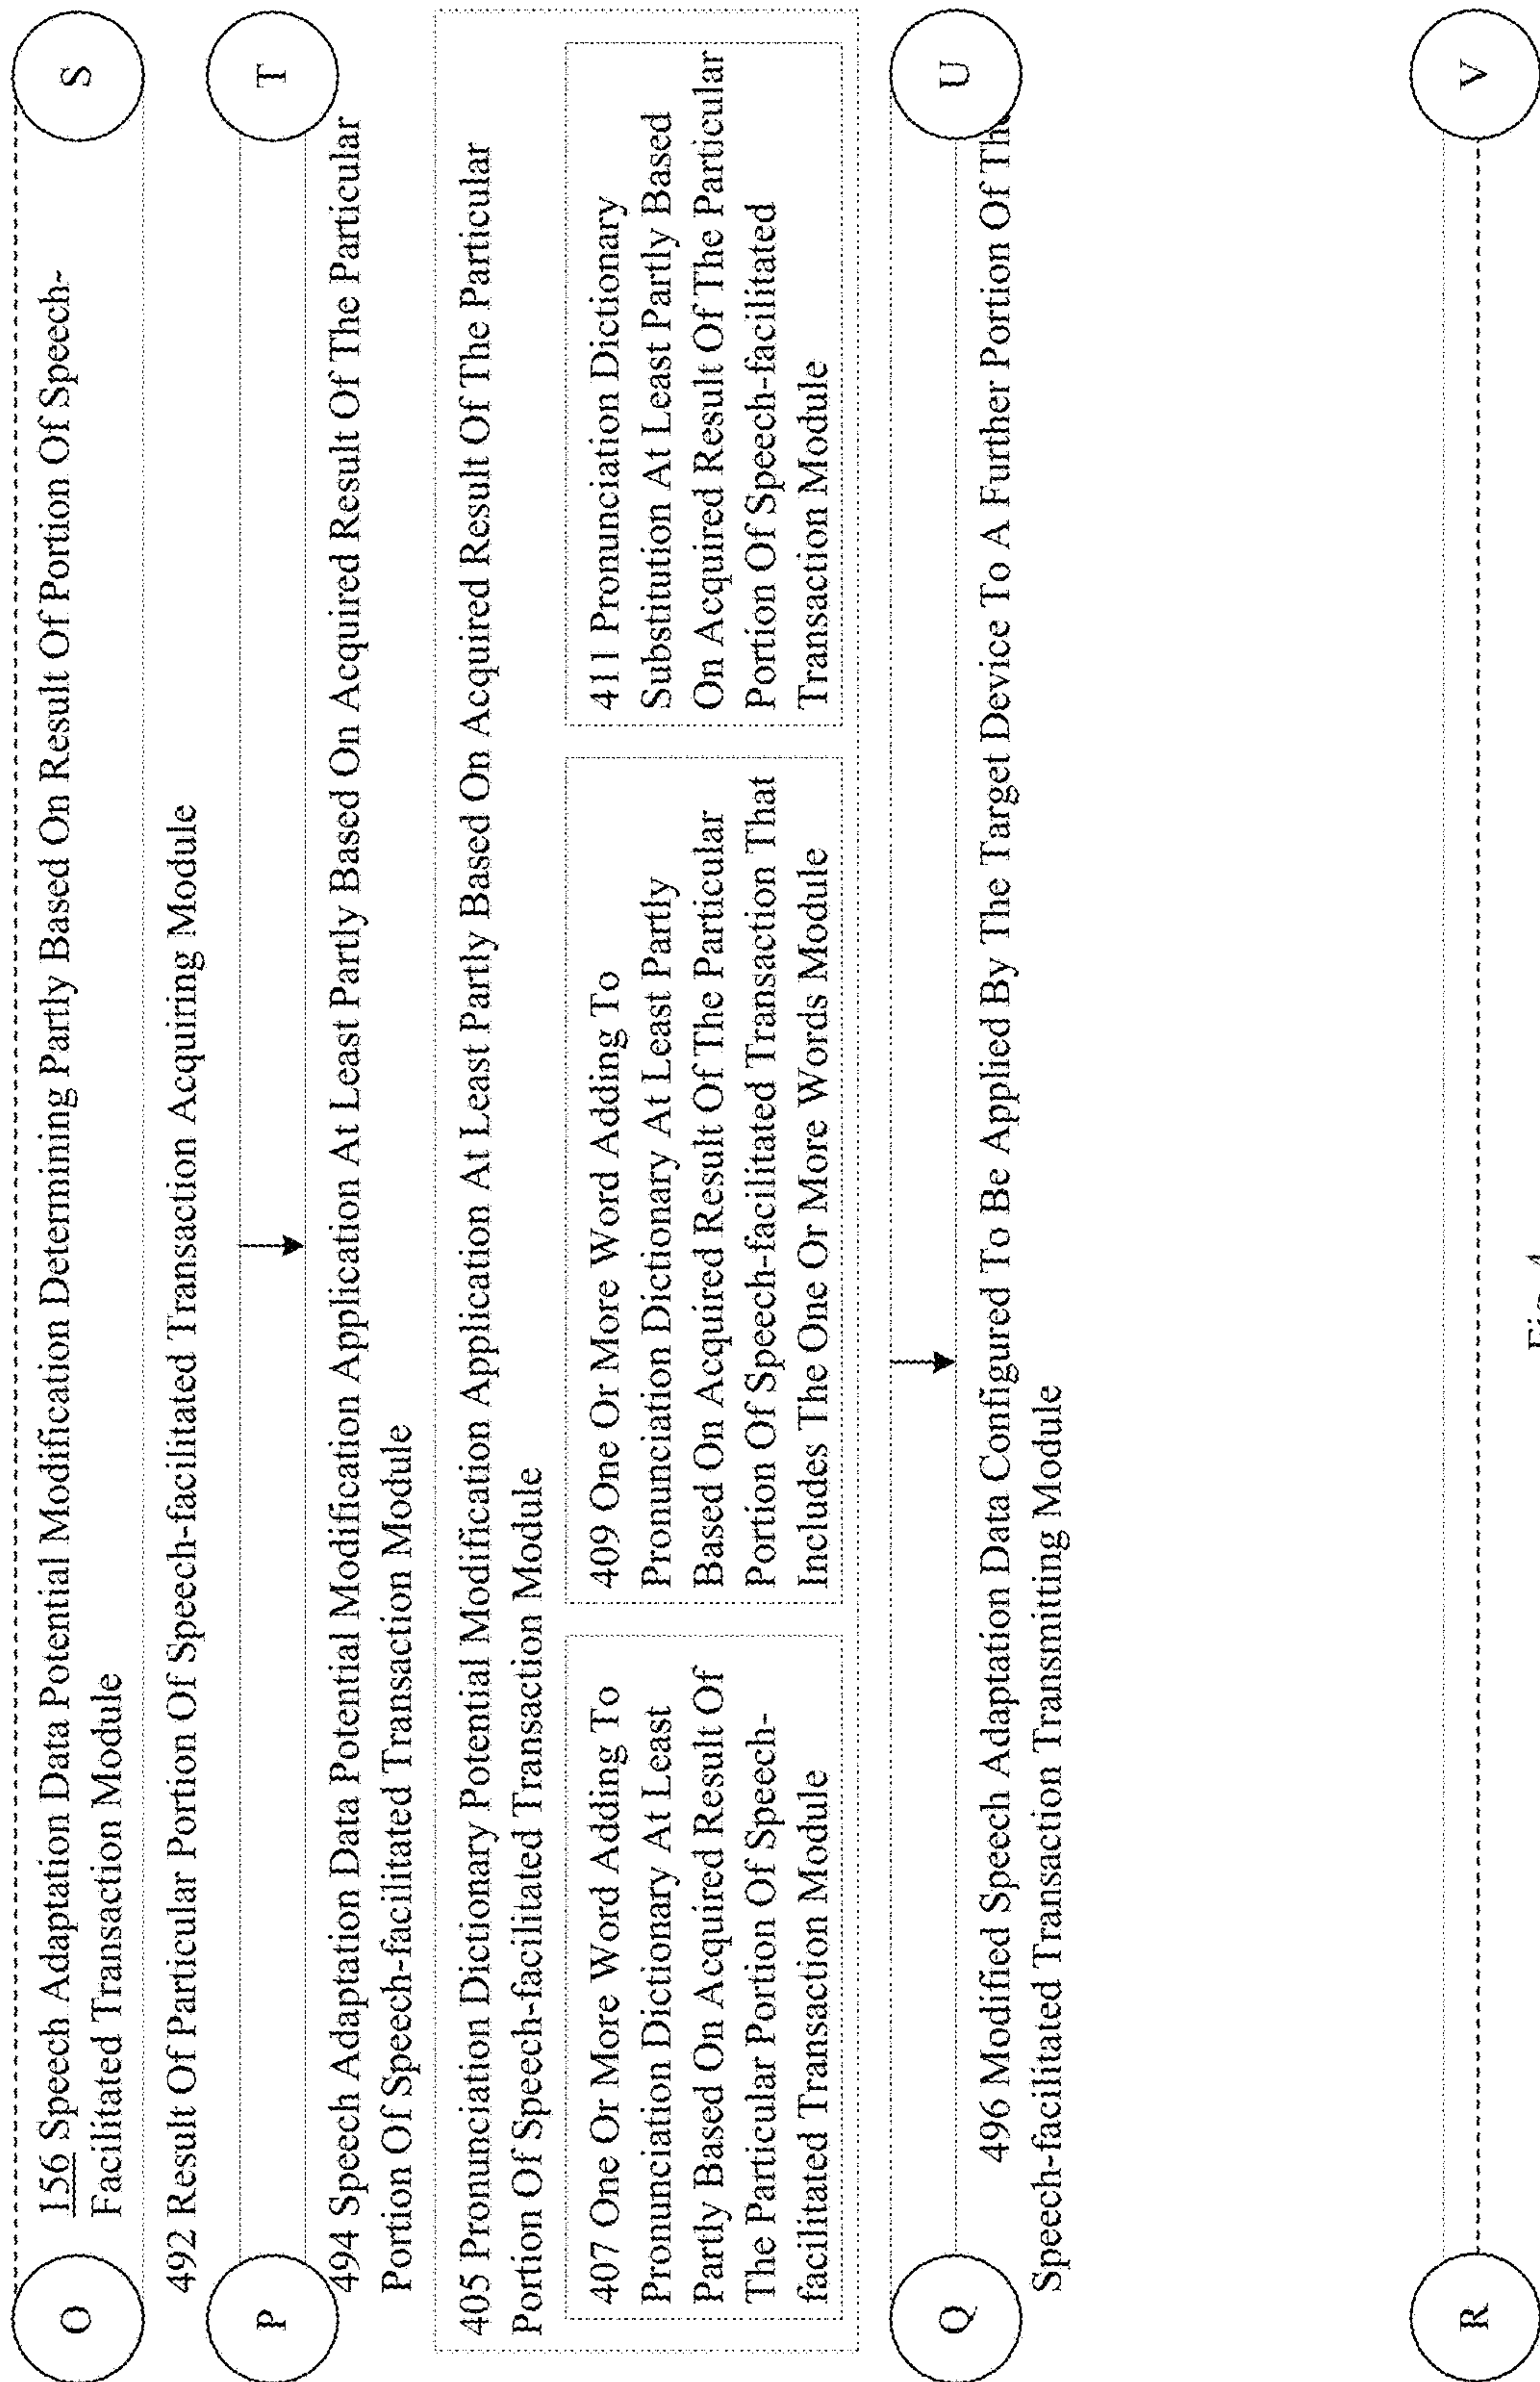 O
156 Speech Adaptation Data Potential Modification Determining Partly Based On Result Of Portion Of Speech-
Facilitated Transaction Module
S
492 Result Of Particular Portion Of Speech-facilitated Transaction Acquiring Module
P
T
494 Speech Adaptation Data Potential Modification Application At Least Partly Based On Acquired Result Of The Particular
Portion Of Speech-facilitated Transaction Module
405 Pronunciation Dictionary Potential Modification Application At Least Partly Based On Acquired Result Of The Particular
Portion Of Speech-facilitated Transaction Module
407 One Or More Word Adding To
Pronunciation Dictionary At Least
Partly Based On Acquired Result Of
The Particular Portion Of Speech-
facilitated Transaction Module
409 One Or More Word Adding To
Pronunciation Dictionary At Least Partly
Based On Acquired Result Of The Particular
Portion Of Speech-facilitated Transaction That
Includes The One Or More Words Module
411 Pronunciation Dictionary
Substitution At Least Partly Based
On Acquired Result Of The Particular
Portion Of Speech-facilitated
Transaction Module
Q
U
496 Modified Speech Adaptation Data Configured To Be Applied By The Target Device To A Further Portion Of The
Speech-facilitated Transaction Transmitting Module
R
V